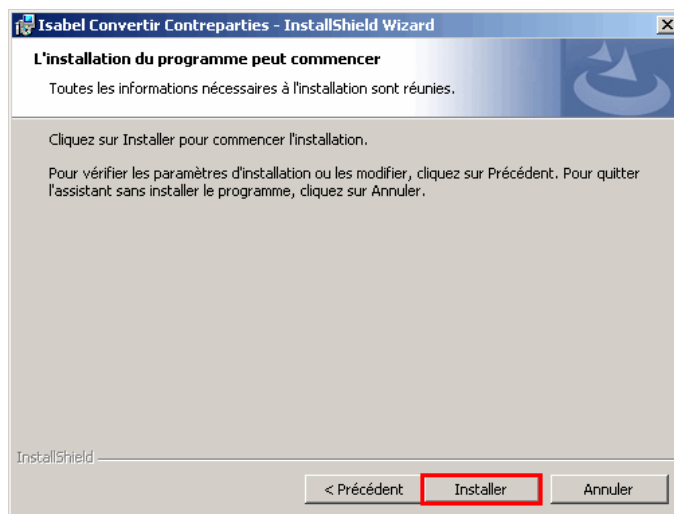 Isabel Convertir Contreparties - InstallShield Wizard
L'installation du programme peut commencer
Toutes les informations nécessaires à l'installation sont réunies.
Cliquez sur Installer pour commencer l'installation.
Pour vérifier les paramètres d'installation ou les modifier, cliquez sur Précédent. Pour quitter
l'assistant sans installer le programme, cliquez sur Annuler.
InstallShield
< Précédent
Installer
Annuler